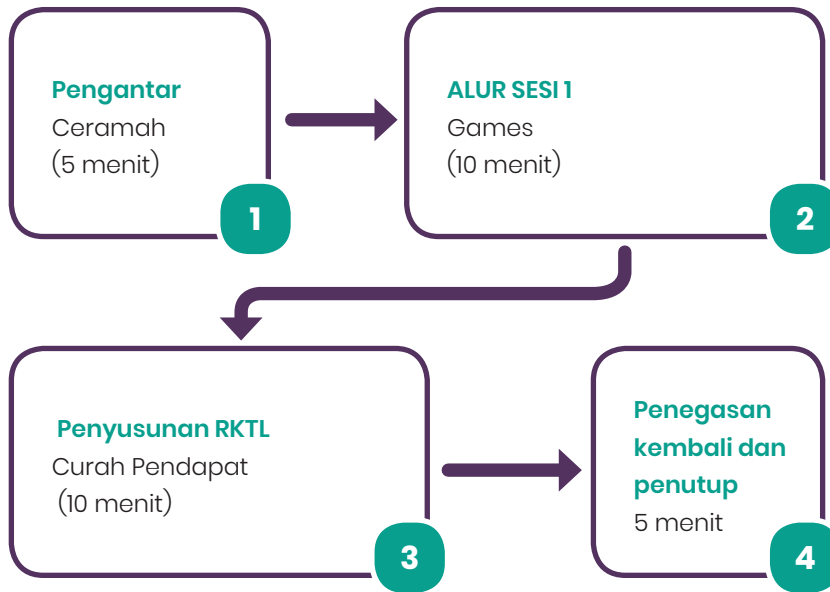 Pengantar
Ceramah
(5 menit)
1
ALUR SESI 1
Games
(10 menit)
2
Penyusunan RKTL
Curah Pendapat
(10 menit)
3
Penegasan
kembali dan
penutup
5 menit
4